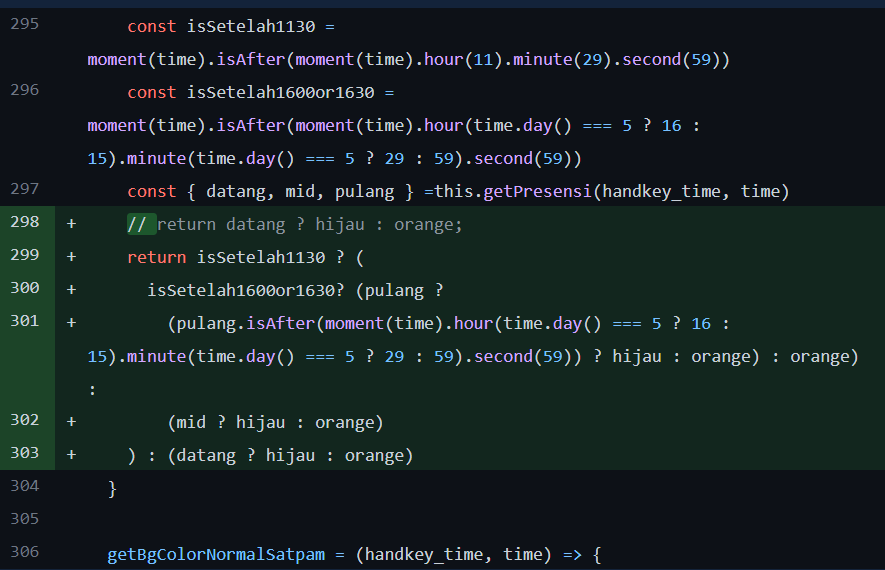 295 const isSetelah1130 =
moment(time).isAfter(moment(time).hour(11).minute(29).second(59))
296 const isSetelah1600or1630 =
moment(time).isAfter(moment(time).hour(time.day() === 5 ? 16 :
15).minute(time.day() === 5 ? 29 : 59).second(59))
297 const { datang, mid, pulang } =this.getPresensi(handkey_time, time)
298 + // return datang ? hijau : orange;
299 + return isSetelah1130 ? (
300 + isSetelah1600or1630? (pulang ?
301 + (pulang.isAfter(moment(time).hour(time.day() === 5 ? 16 :
15).minute(time.day() === 5 ? 29 : 59).second(59)) ? hijau : orange) : orange)
:
302 + (mid ? hijau : orange)
303 + ) : (datang ? hijau : orange)
304 }
305
306 getBgColorNormalSatpam = (handkey_time, time) => {